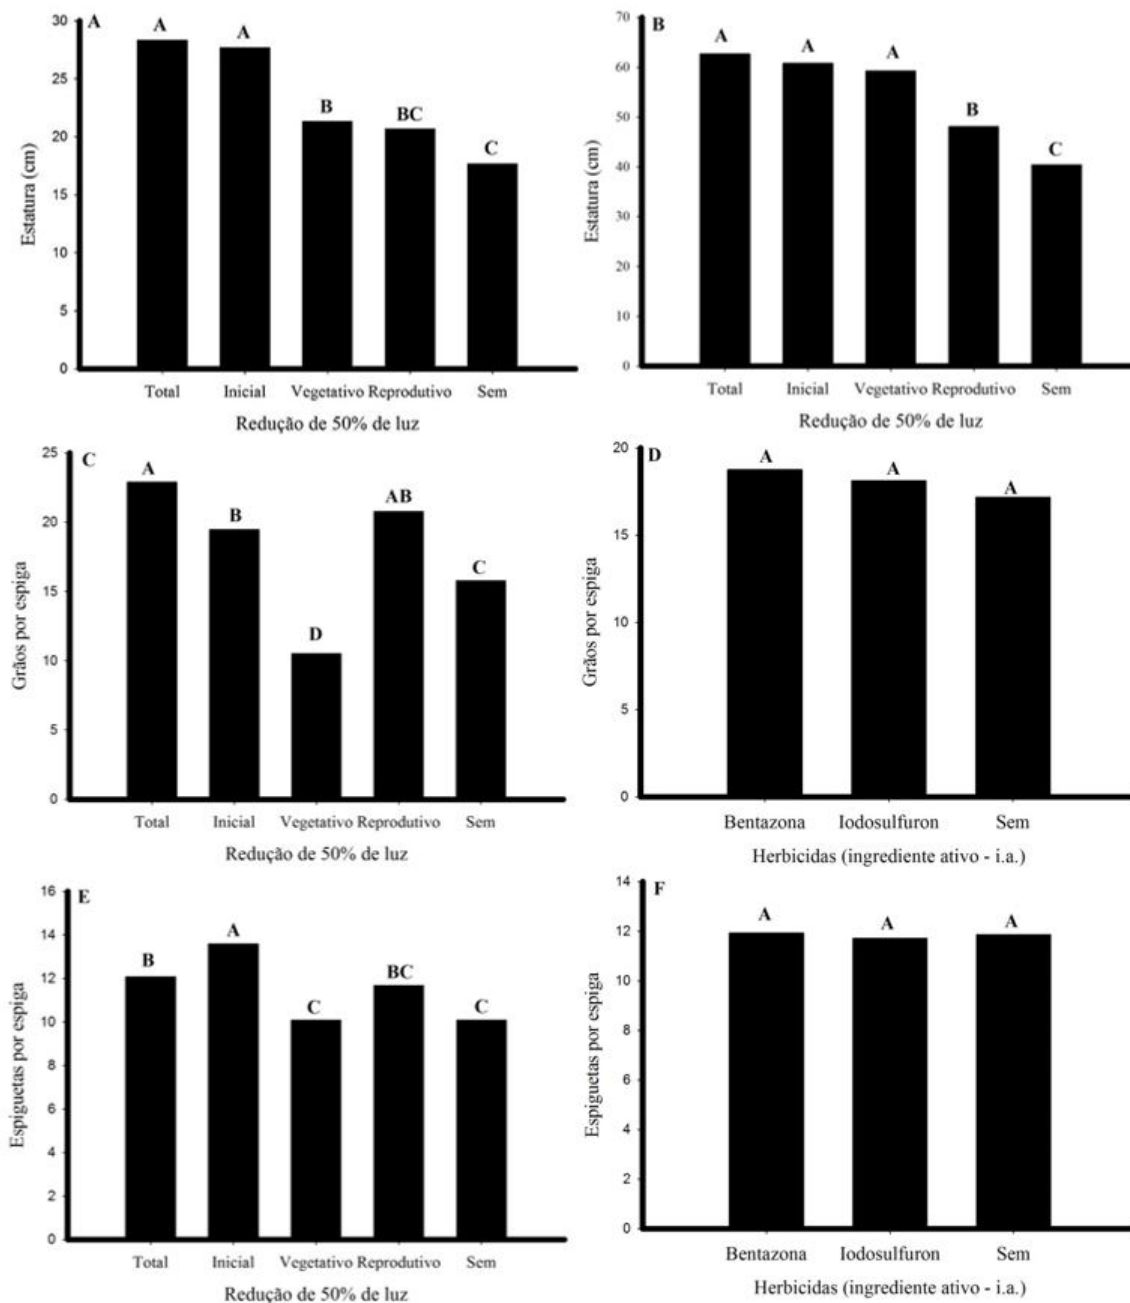 A
Estatura (cm)
30
25
20
15
10
5
0
A
A
B
BC
C
Total Inicial Vegetativo Reprodutivo Sem
Redução de 50% de luz
B
Estatura (cm)
70
60
50
40
30
20
10
0
A
A
A
B
C
Total Inicial Vegetativo Reprodutivo Sem
Redução de 50% de luz
C
Grãos por espiga
25
20
15
10
5
0
A
B
D
AB
C
Total Inicial Vegetativo Reprodutivo Sem
Redução de 50% de luz
D
Grãos por espiga
20
15
10
5
0
A
A
A
Bentazona Iodosulfuron Sem
Herbicidas (ingrediente ativo - i.a.)
E
Espiguetas por espiga
16
14
12
10
8
6
4
2
0
B
A
C
BC
C
Total Inicial Vegetativo Reprodutivo Sem
Redução de 50% de luz
F
Espiguetas por espiga
14
12
10
8
6
4
2
0
A
A
A
Bentazona Iodosulfuron Sem
Herbicidas (ingrediente ativo - i.a.)